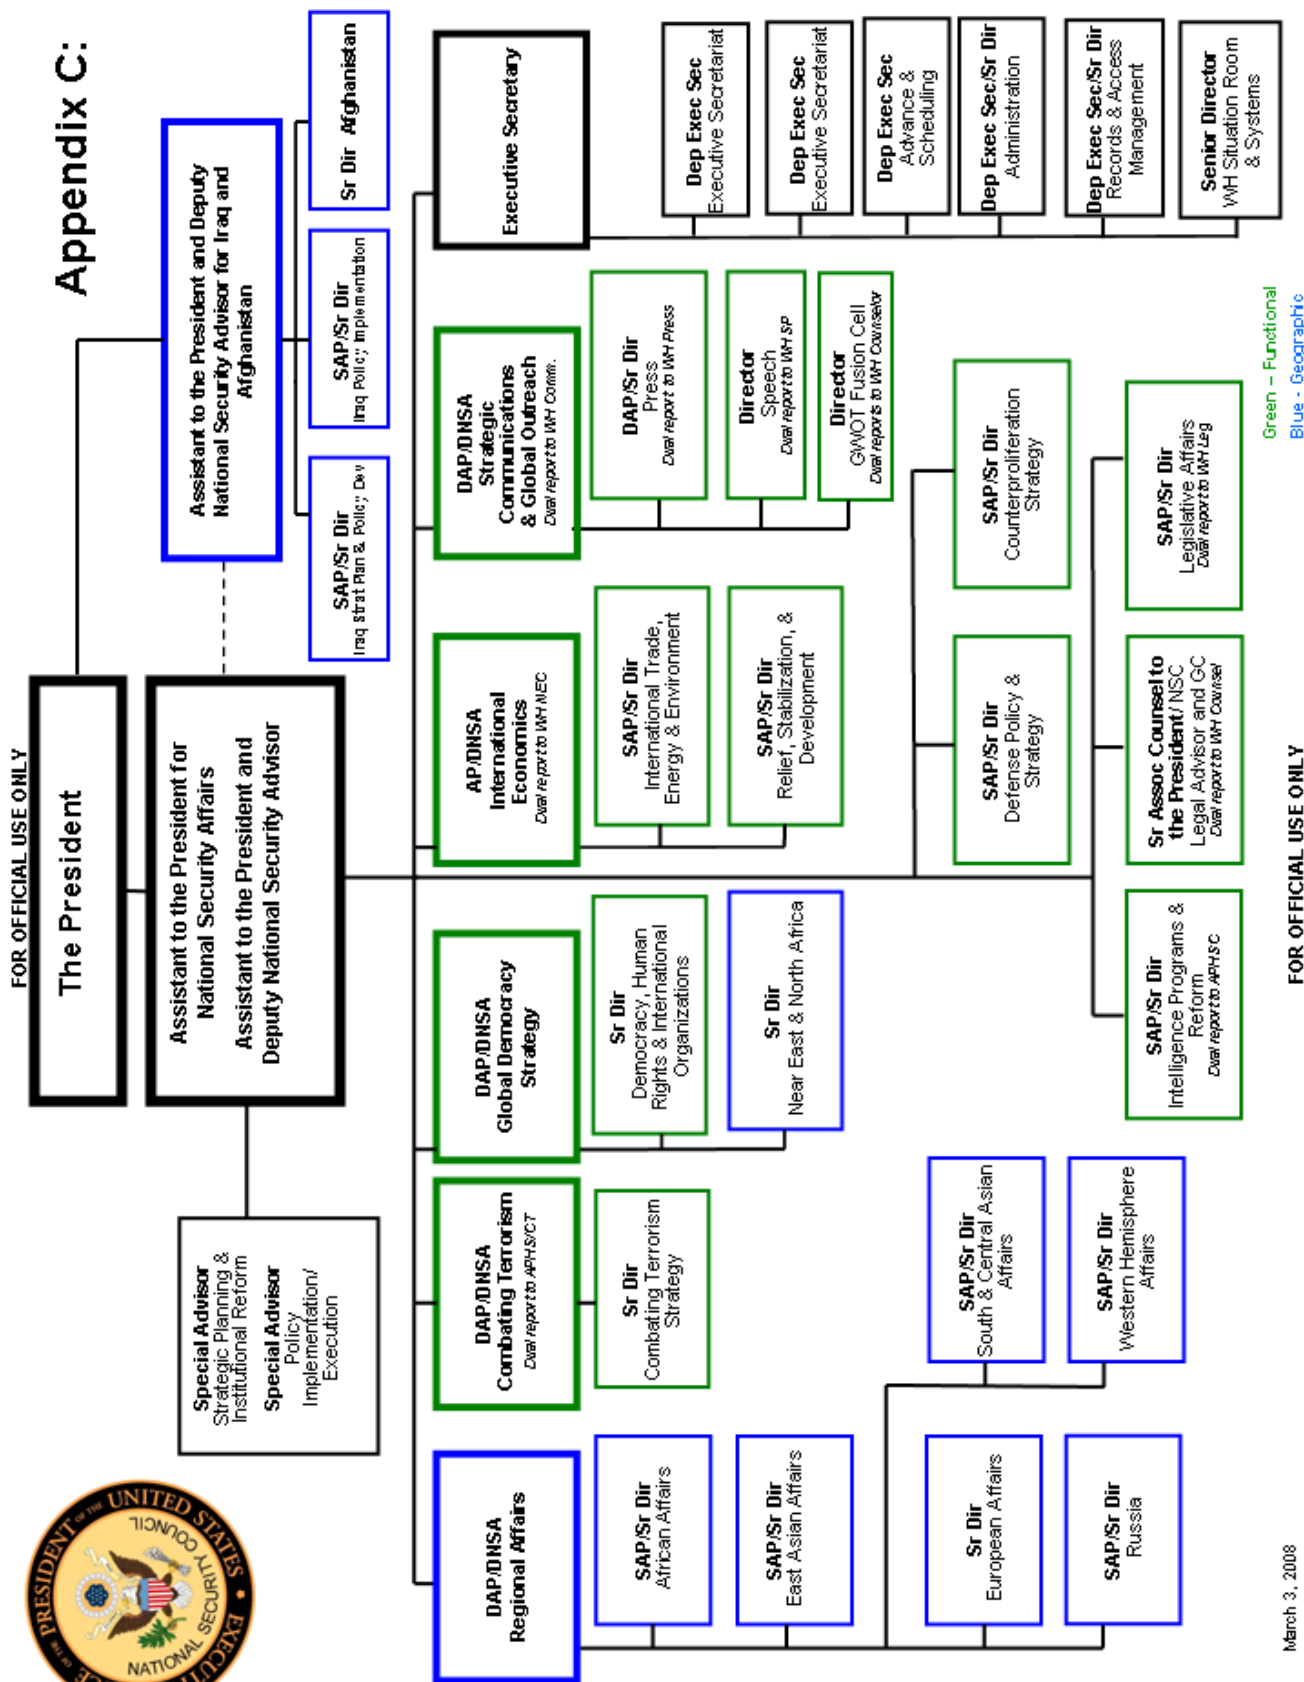 FOR OFFICIAL USE ONLY
Appendix C:
The President
Assistant to the President for
National Security Affairs
Assistant to the President and
Deputy National Security Advisor
Assistant to the President and Deputy
National Security Advisor for Iraq and
Afghanistan
SAP/Sr Dir
Iraq Strat Plan & Policy Dev
SAP/Sr Dir
Iraq Policy Implementation
Sr Dir Afghanistan
Special Advisor
Strategic Planning &
Institutional Reform
Special Advisor
Policy
Implementation/
Execution
PRESIDENT OF THE UNITED STATES
NATIONAL SECURITY COUNCIL
DAP/DNSA
Regional Affairs
SAP/Sr Dir
African Affairs
SAP/Sr Dir
East Asian Affairs
Sr Dir
European Affairs
SAP/Sr Dir
Russia
SAP/Sr Dir
South & Central Asian
Affairs
SAP/Sr Dir
Western Hemisphere
Affairs
DAP/DNSA
Combating Terrorism
Dual report to APHS/CT
Sr Dir
Combating Terrorism
Strategy
DAP/DNSA
Global Democracy
Strategy
Sr Dir
Democracy, Human
Rights & International
Organizations
Sr Dir
Near East & North Africa
AP/DNSA
International
Economics
Dual report to WH NEC
SAP/Sr Dir
International Trade,
Energy & Environment
SAP/Sr Dir
Relief, Stabilization, &
Development
DAP/DNSA
Strategic
Communications
& Global Outreach
Dual report to WH Comm.
DAP/Sr Dir
Press
Dual report to WH Press
Director
Speech
Dual report to WH SP
Director
GWOT Fusion Cell
Dual reports to WH Counselor
Executive Secretary
Dep Exec Sec
Executive Secretariat
Dep Exec Sec
Executive Secretariat
Dep Exec Sec
Advance &
Scheduling
Dep Exec Sec/Sr Dir
Administration
Dep Exec Sec/Sr Dir
Records & Access
Management
Senior Director
WH Situation Room
& Systems
SAP/Sr Dir
Defense Policy &
Strategy
SAP/Sr Dir
Counterproliferation
Strategy
SAP/Sr Dir
Intelligence Programs &
Reform
Dual report to APHSC
Sr Assoc Counsel to
the President/ NSC
Legal Advisor and GC
Dual report to WH Counsel
SAP/Sr Dir
Legislative Affairs
Dual report to WH Leg
Green – Functional
Blue - Geographic
March 3, 2008
FOR OFFICIAL USE ONLY